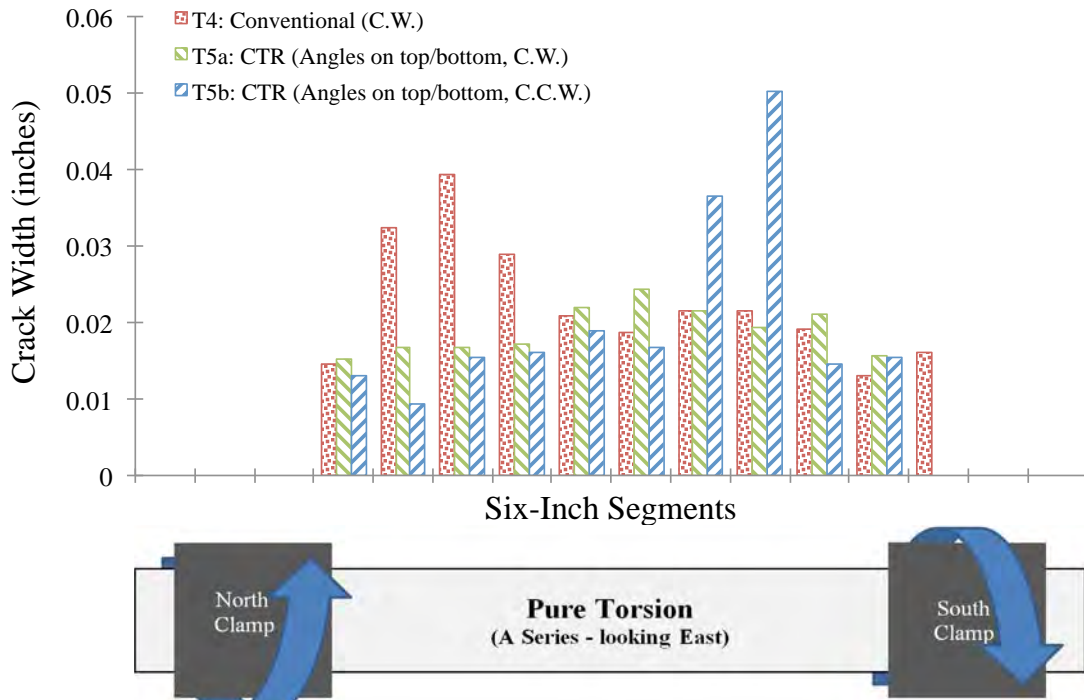 0.06
0.05
0.04
0.03
0.02
0.01
0
Crack Width (inches)
T4: Conventional (C.W.)
T5a: CTR (Angles on top/bottom, C.W.)
T5b: CTR (Angles on top/bottom, C.C.W.)
Six-Inch Segments
North
Clamp
Pure Torsion
(A Series - looking East)
South
Clamp